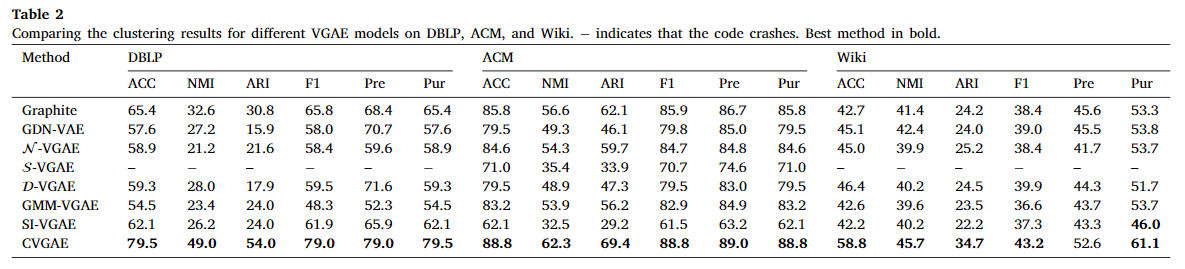 Table 2
Comparing the clustering results for different VGAE models on DBLP, ACM, and Wiki. – indicates that the code crashes. Best method in bold.
Method DBLP ACM Wiki
ACC NMI ARI F1 Pre Pur ACC NMI ARI F1 Pre Pur ACC NMI ARI F1 Pre Pur
Graphite 65.4 32.6 30.8 65.8 68.4 65.4 85.8 56.6 62.1 85.9 86.7 85.8 42.7 41.4 24.2 38.4 45.6 53.3
GDN-VAE 57.6 27.2 15.9 58.0 70.7 57.6 79.5 49.3 46.1 79.8 85.0 79.5 45.1 42.4 24.0 39.0 45.5 53.8
𝒩-VGAE 58.9 21.2 21.6 58.4 59.6 58.9 84.6 54.3 59.7 84.7 84.8 84.6 45.0 39.9 25.2 38.4 41.7 53.7
𝒮-VGAE – – – – – – 71.0 35.4 33.9 70.7 74.6 71.0 – – – – – –
𝒟-VGAE 59.3 28.0 17.9 59.5 71.6 59.3 79.5 48.9 47.3 79.5 83.0 79.5 46.4 40.2 24.5 39.9 44.3 51.7
GMM-VGAE 54.5 23.4 24.0 48.3 52.3 54.5 83.2 53.9 56.2 82.9 84.9 83.2 42.6 39.6 23.5 36.6 43.7 53.7
SI-VGAE 62.1 26.2 24.0 61.9 65.9 62.1 62.1 32.5 29.2 61.5 63.2 62.1 42.2 40.2 22.2 37.3 43.3 46.0
CVGAE 79.5 49.0 54.0 79.0 79.0 79.5 88.8 62.3 69.4 88.8 89.0 88.8 58.8 45.7 34.7 43.2 52.6 61.1